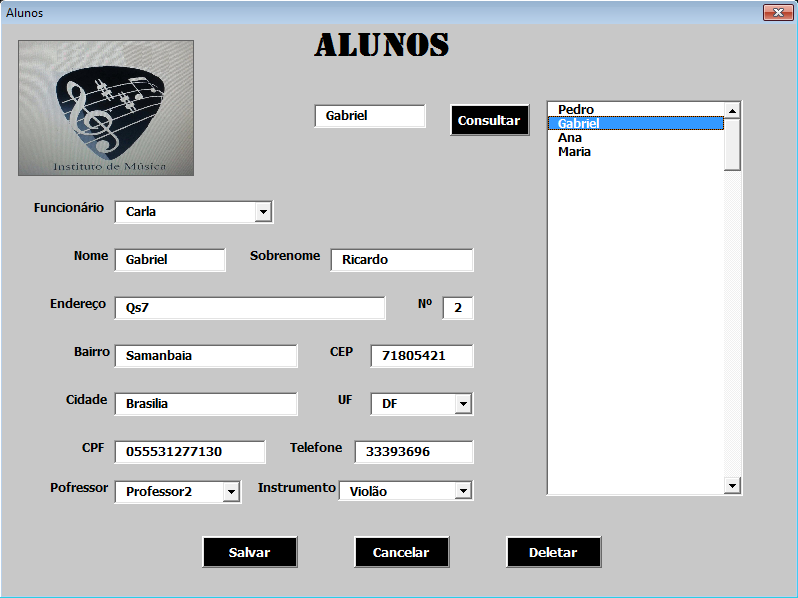 Alunos
ALUNOS
Instituto de Música
Gabriel Consultar
Pedro
Gabriel
Ana
Maria
Funcionário Carla
Nome Gabriel Sobrenome Ricardo
Endereço Qs7 Nº 2
Bairro Samanbaia CEP 71805421
Cidade Brasilia UF DF
CPF 055531277130 Telefone 33393696
Pofressor Professor2 Instrumento Violão
Salvar Cancelar Deletar